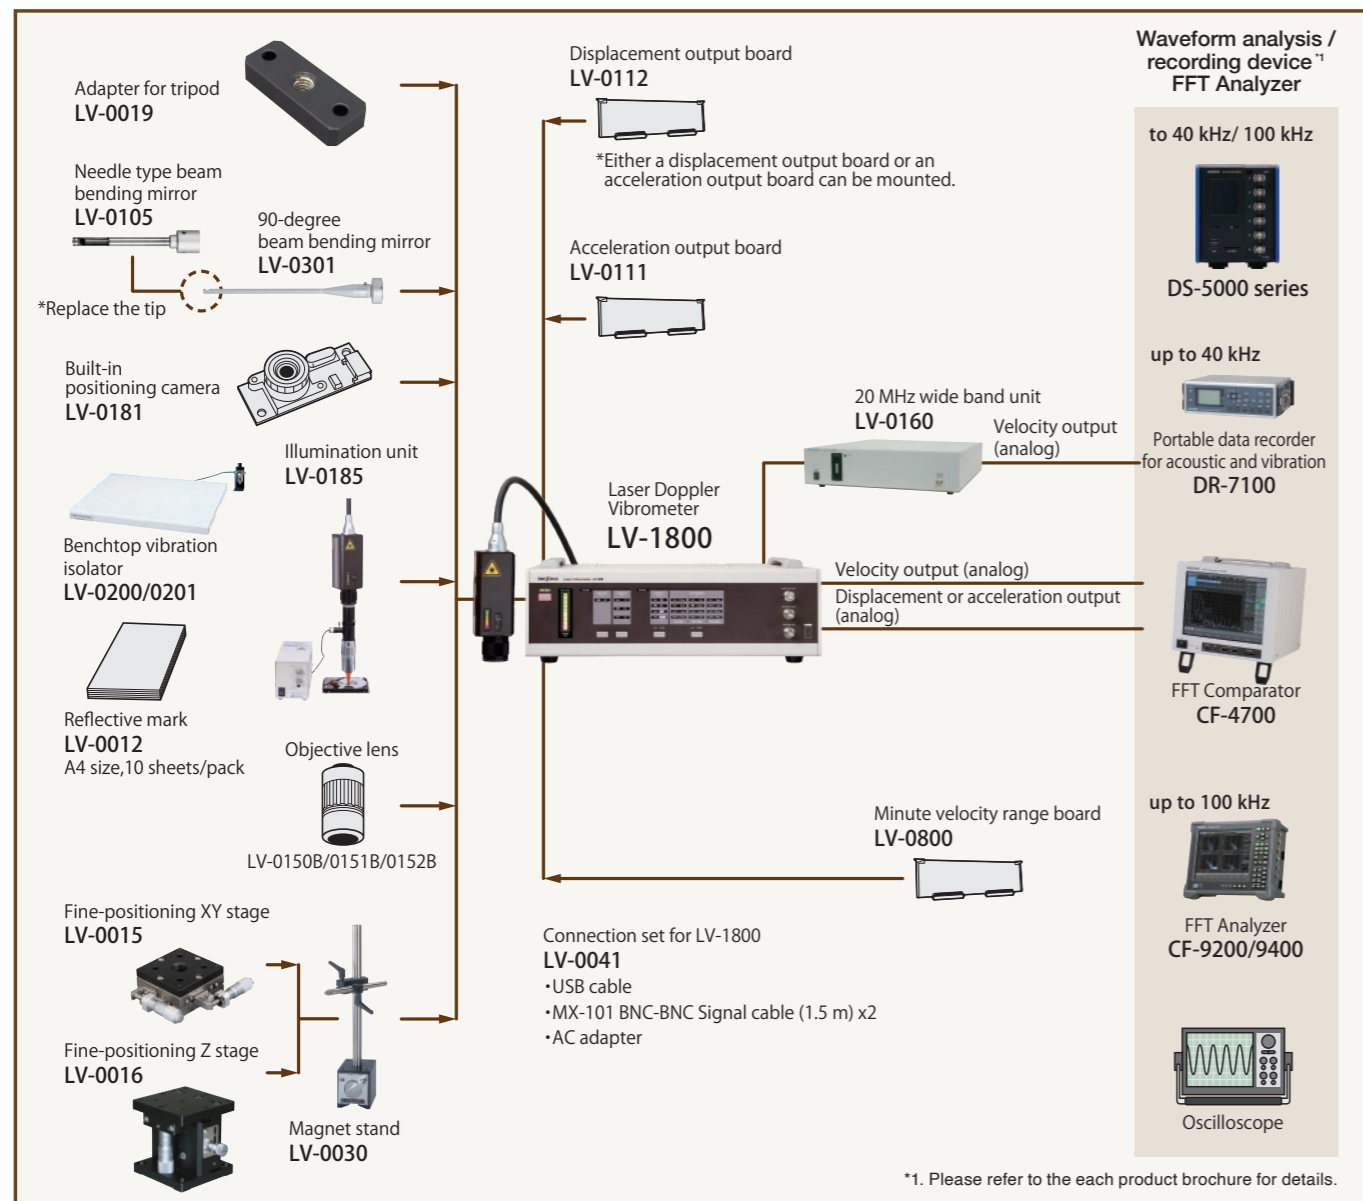 Adapter for tripod
LV-0019
Needle type beam
bending mirror
LV-0105
90-degree
beam bending mirror
LV-0301
*Replace the tip
Built-in
positioning camera
LV-0181
Illumination unit
LV-0185
Benchtop vibration
isolator
LV-0200/0201
Reflective mark
LV-0012
A4 size,10 sheets/pack
Objective lens
LV-0150B/0151B/0152B
Fine-positioning XY stage
LV-0015
Fine-positioning Z stage
LV-0016
Magnet stand
LV-0030
Displacement output board
LV-0112
*Either a displacement output board or an
acceleration output board can be mounted.
Acceleration output board
LV-0111
20 MHz wide band unit
LV-0160
Velocity output
(analog)
Laser Doppler
Vibrometer
LV-1800
Velocity output (analog)
Displacement or acceleration output
(analog)
Minute velocity range board
LV-0800
Connection set for LV-1800
LV-0041
・USB cable
・MX-101 BNC-BNC Signal cable (1.5 m) x2
・AC adapter
Waveform analysis /
recording device *1
FFT Analyzer
to 40 kHz/ 100 kHz
DS-5000 series
up to 40 kHz
Portable data recorder
for acoustic and vibration
DR-7100
FFT Comparator
CF-4700
up to 100 kHz
FFT Analyzer
CF-9200/9400
Oscilloscope
*1. Please refer to the each product brochure for details.